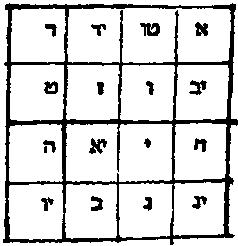 א טו יד ד
יב ו ז ט
ח י יא ה
יג ג ב יו